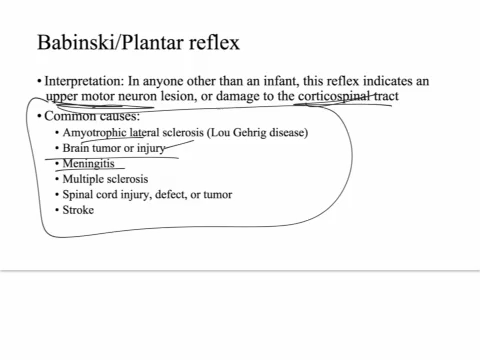 Babinski/Plantar reflex
• Interpretation: In anyone other than an infant, this reflex indicates an
upper motor neuron lesion, or damage to the corticospinal tract
• Common causes:
• Amyotrophic lateral sclerosis (Lou Gehrig disease)
• Brain tumor or injury
• Meningitis
• Multiple sclerosis
• Spinal cord injury, defect, or tumor
• Stroke